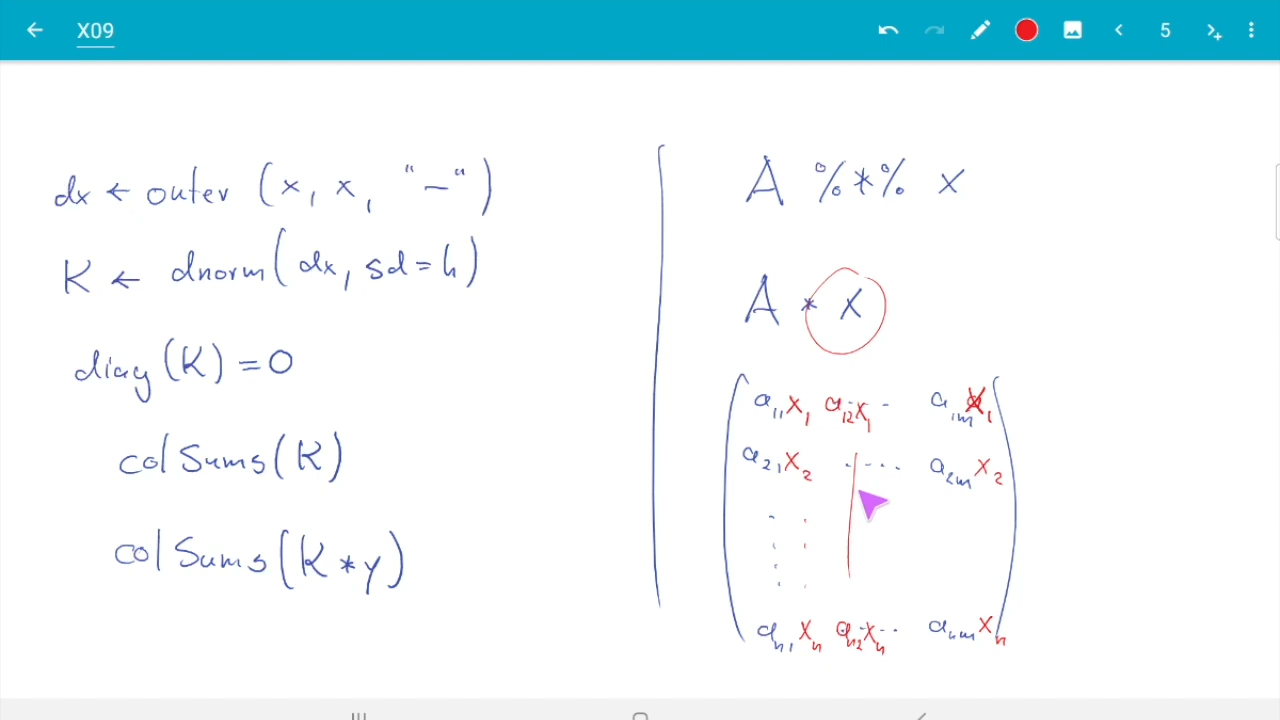 X09
5
dx ← outer (x, x, "-")
K ← dnorm(dx, sd=h)
diag(K) = 0
colSums(K)
colSums(K*y)
A %*% x
A * x
a₁₁x₁ a₁₂x₁ ... a₁ₘx₁
a₂₁x₂ ..... a₂ₘx₂
aₙ₁xₙ aₙ₂xₙ ... aₙₘxₙ